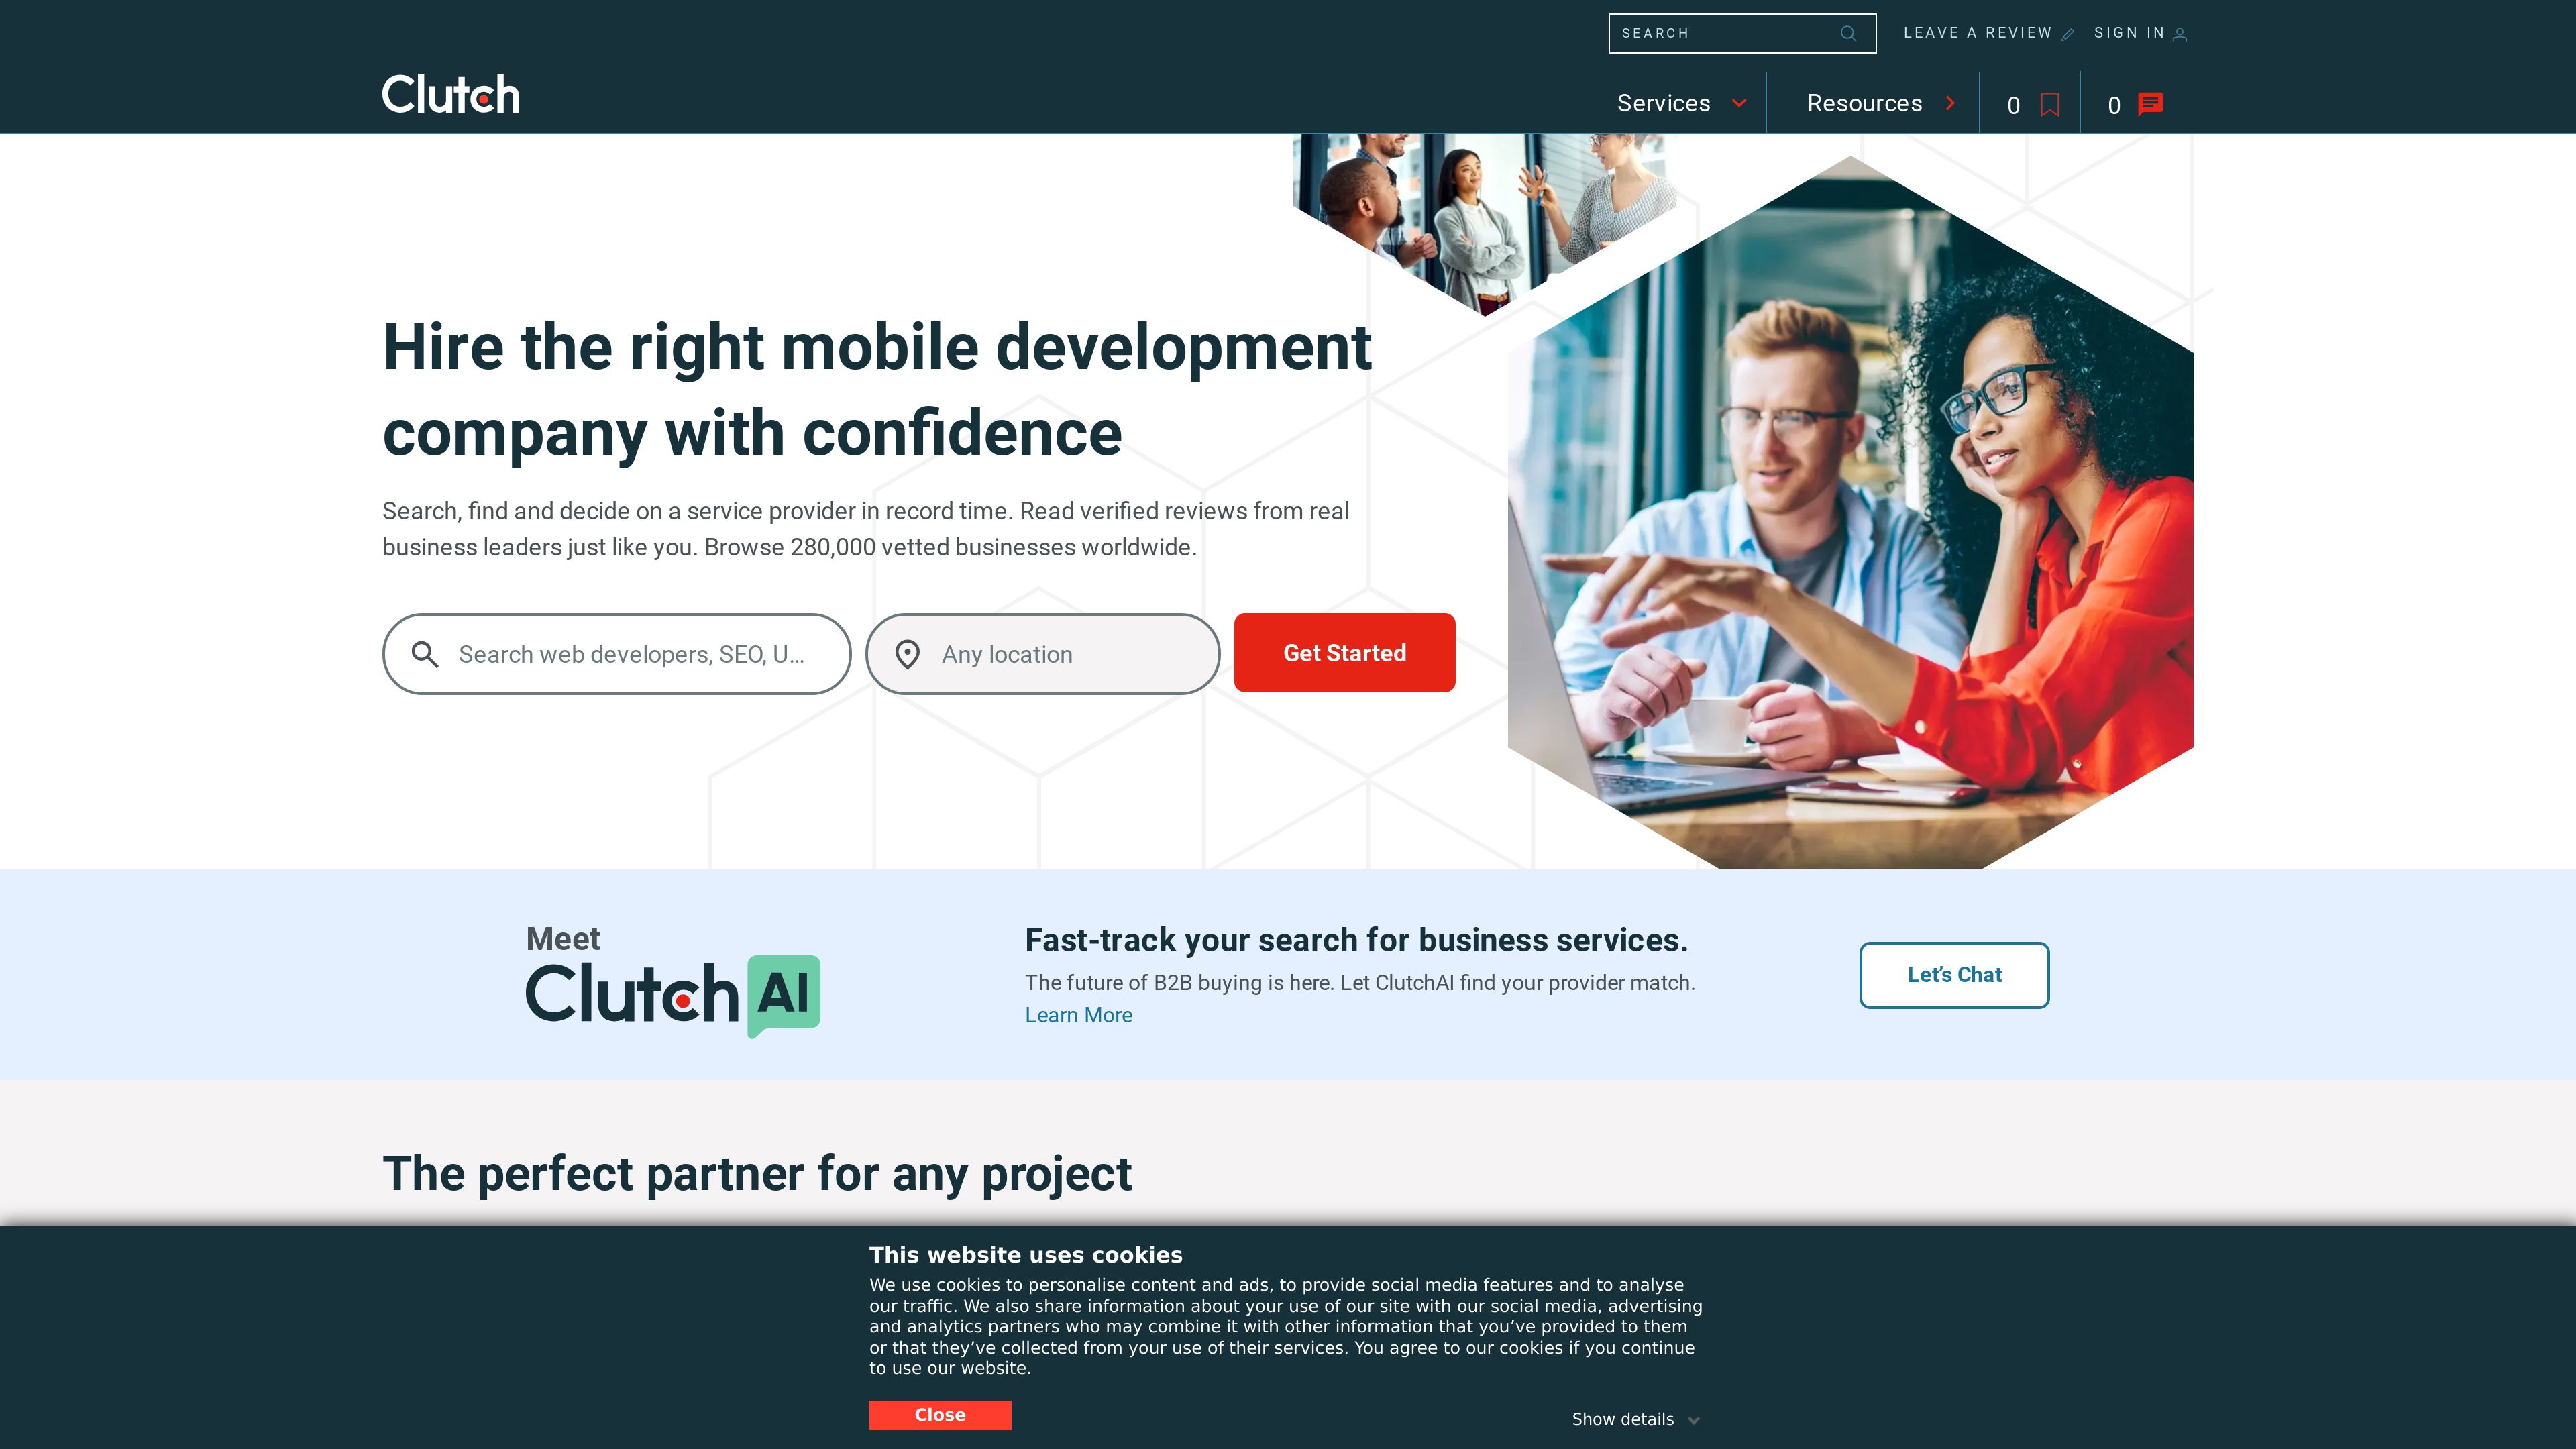 SEARCH
LEAVE A REVIEW
SIGN IN
Clutch
Services
Resources
0
0
Hire the right mobile development
company with confidence
Search, find and decide on a service provider in record time. Read verified reviews from real
business leaders just like you. Browse 280,000 vetted businesses worldwide.
Search web developers, SEO, U...
Any location
Get Started
Meet
Clutch AI
Fast-track your search for business services.
The future of B2B buying is here. Let ClutchAI find your provider match.
Learn More
Let’s Chat
The perfect partner for any project
This website uses cookies
We use cookies to personalise content and ads, to provide social media features and to analyse
our traffic. We also share information about your use of our site with our social media, advertising
and analytics partners who may combine it with other information that you’ve provided to them
or that they’ve collected from your use of their services. You agree to our cookies if you continue
to use our website.
Close
Show details